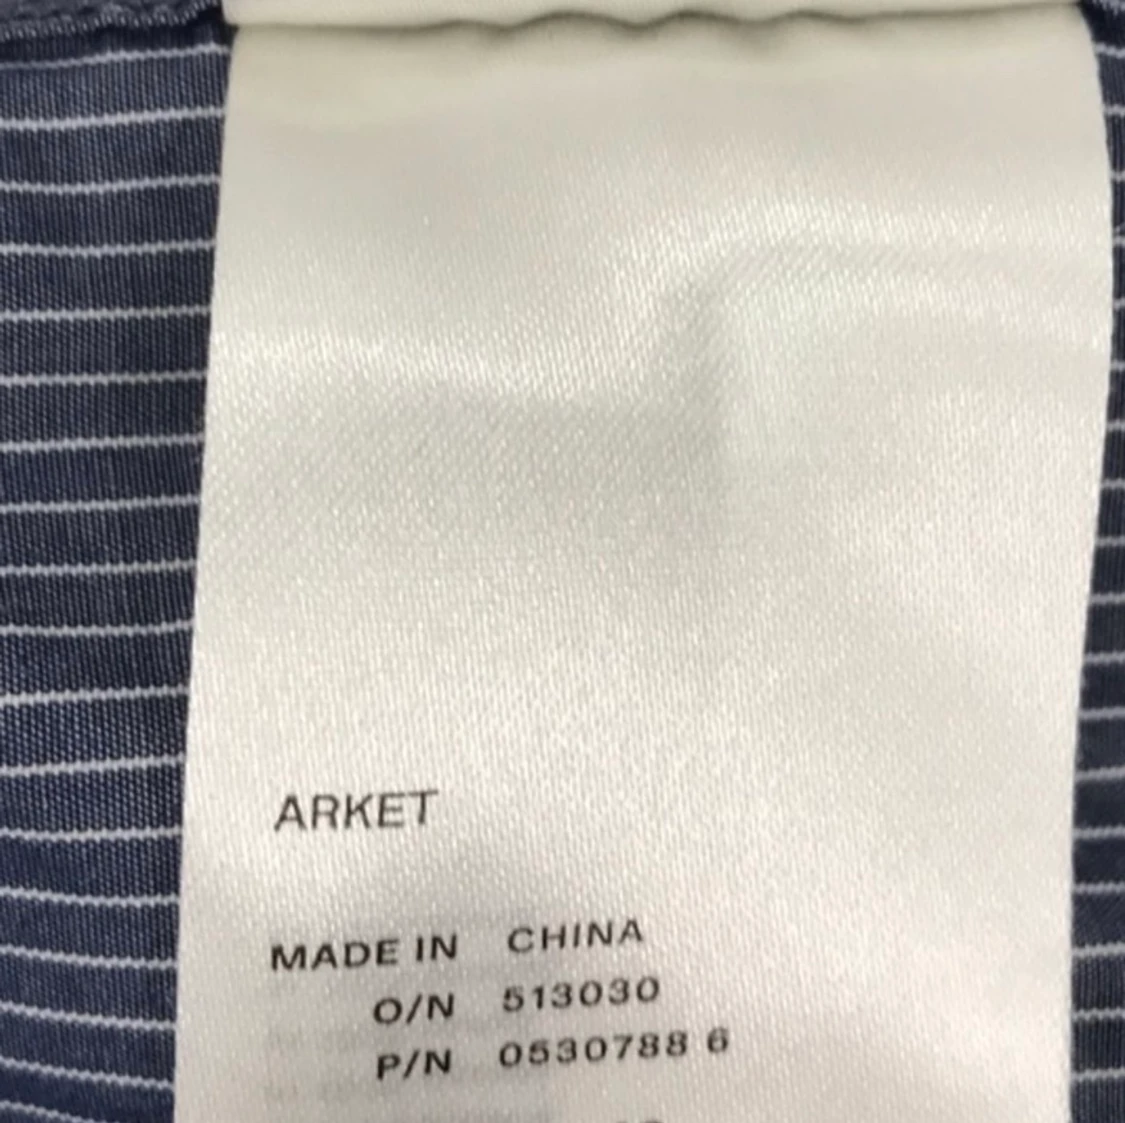 ARKET
MADE IN CHINA
O/N 513030
P/N 0530788 6